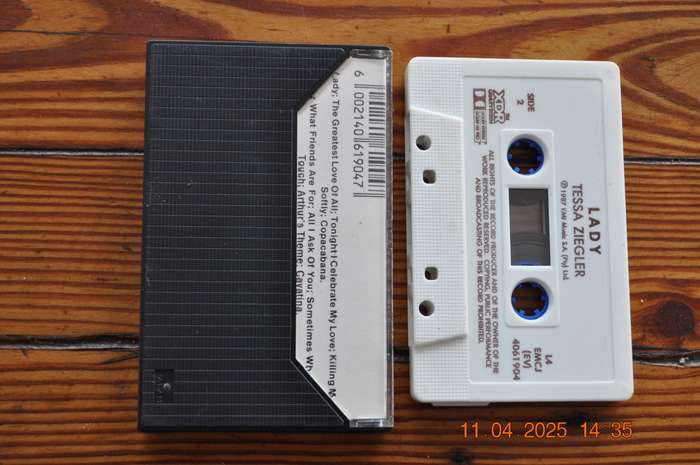 6 002140 619047
Lady; The Greatest Love Of All; Tonight I Celebrate My Love; Killing M
Softly; Copacabana.
t What Friends Are For; All I Ask Of You; Sometimes Wh
Touch; Arthur's Theme; Cavatina.
SIDE
2
XDR
LADY
TESSA ZIEGLER
℗ 1987 EMI Music S.A. (Pty) Ltd.
ALL RIGHTS OF THE RECORD PRODUCER AND OF THE OWNER OF THE
WORK REPRODUCED RESERVED. COPYING, PUBLIC PERFORMANCE
AND BROADCASTING OF THIS RECORD PROHIBITED.
L4
EMCJ
(EV)
4061904
11.04.2025 14:35